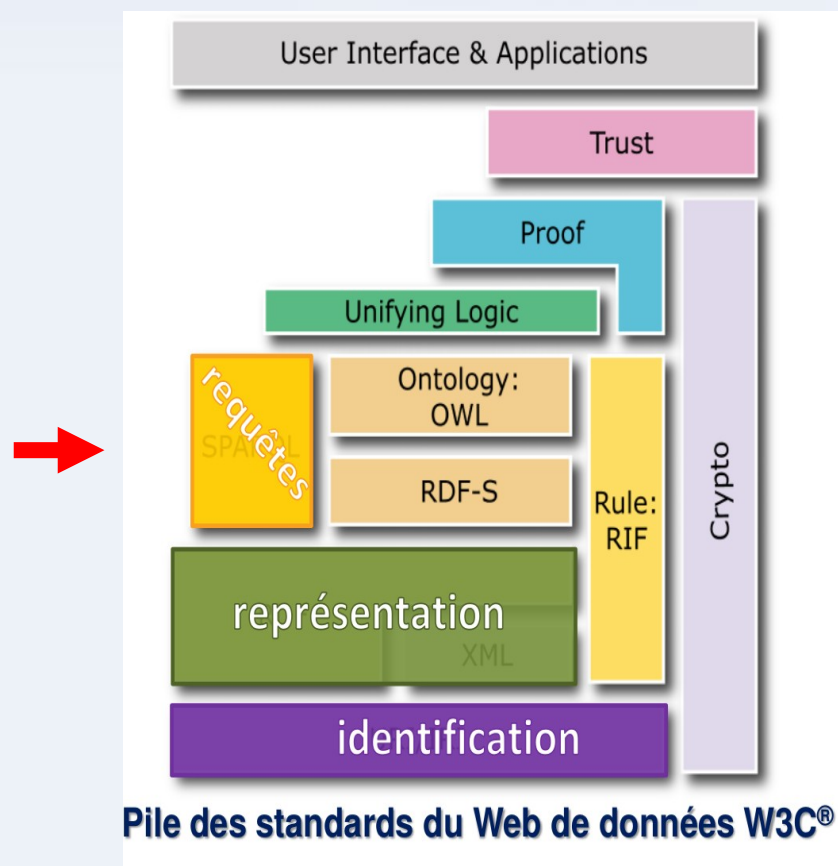 User Interface & Applications
Trust
Proof
Unifying Logic
requêtes
SPARQL
Ontology:
OWL
RDF-S
Rule:
RIF
Crypto
représentation
XML
identification
Pile des standards du Web de données W3C®